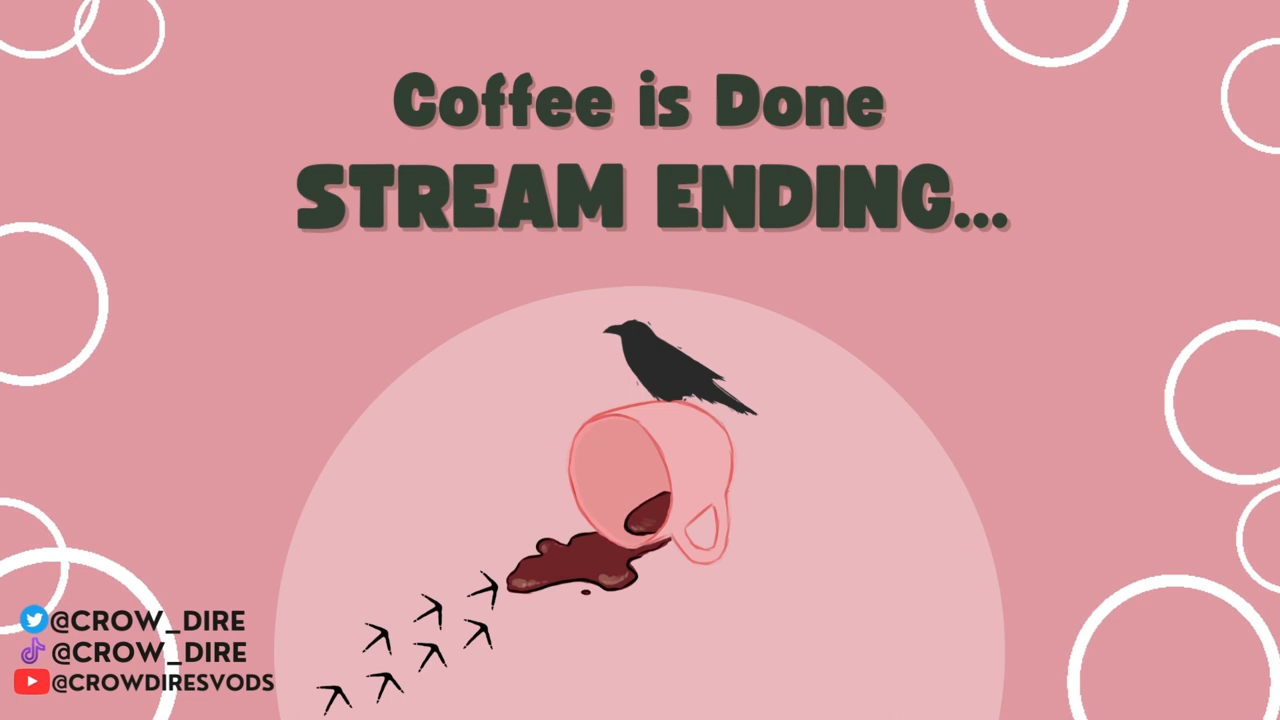 Coffee is Done
STREAM ENDING...
@CROW_DIRE
@CROW_DIRE
@CROWDIRESVODS